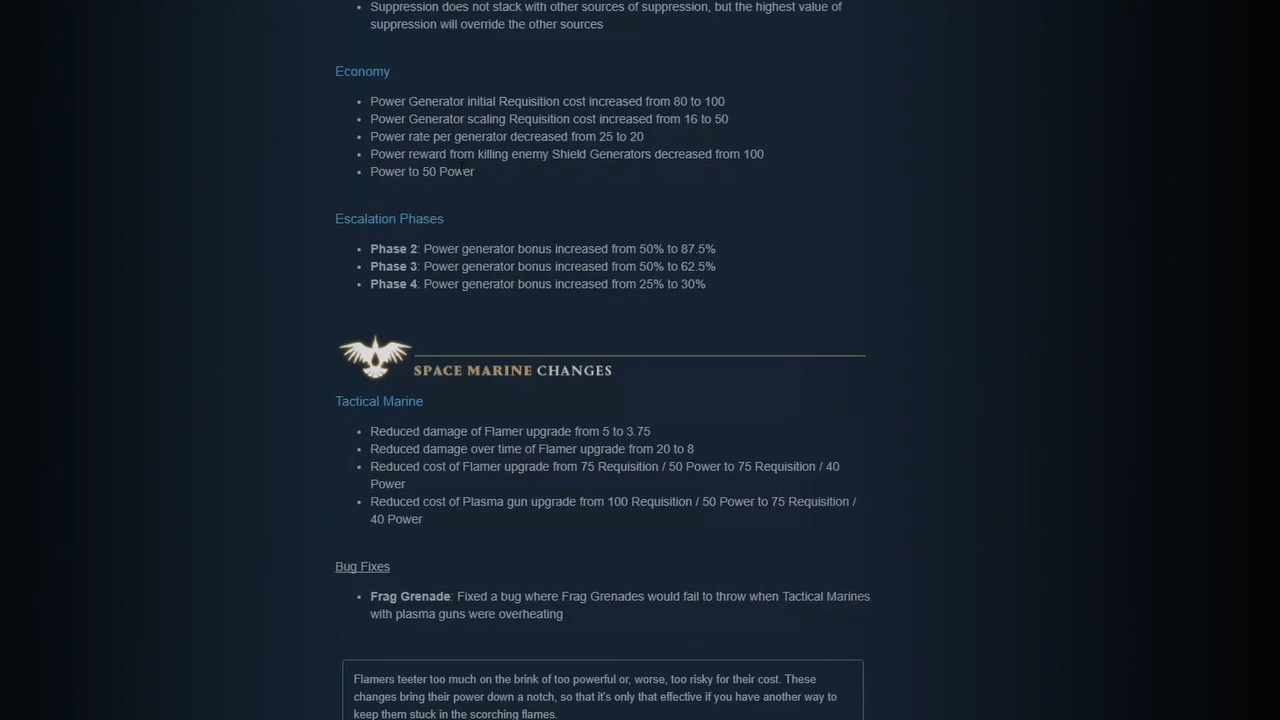 Suppression does not stack with other sources of suppression, but the highest value of
suppression will override the other sources
Economy
Power Generator initial Requisition cost increased from 80 to 100
Power Generator scaling Requisition cost increased from 16 to 50
Power rate per generator decreased from 25 to 20
Power reward from killing enemy Shield Generators decreased from 100
Power to 50 Power
Escalation Phases
Phase 2: Power generator bonus increased from 50% to 87.5%
Phase 3: Power generator bonus increased from 50% to 62.5%
Phase 4: Power generator bonus increased from 25% to 30%
SPACE MARINE CHANGES
Tactical Marine
Reduced damage of Flamer upgrade from 5 to 3.75
Reduced damage over time of Flamer upgrade from 20 to 8
Reduced cost of Flamer upgrade from 75 Requisition / 50 Power to 75 Requisition / 40
Power
Reduced cost of Plasma gun upgrade from 100 Requisition / 50 Power to 75 Requisition /
40 Power
Bug Fixes
Frag Grenade: Fixed a bug where Frag Grenades would fail to throw when Tactical Marines
with plasma guns were overheating
Flamers teeter too much on the brink of too powerful or, worse, too risky for their cost. These
changes bring their power down a notch, so that it's only that effective if you have another way to
keep them stuck in the scorching flames.